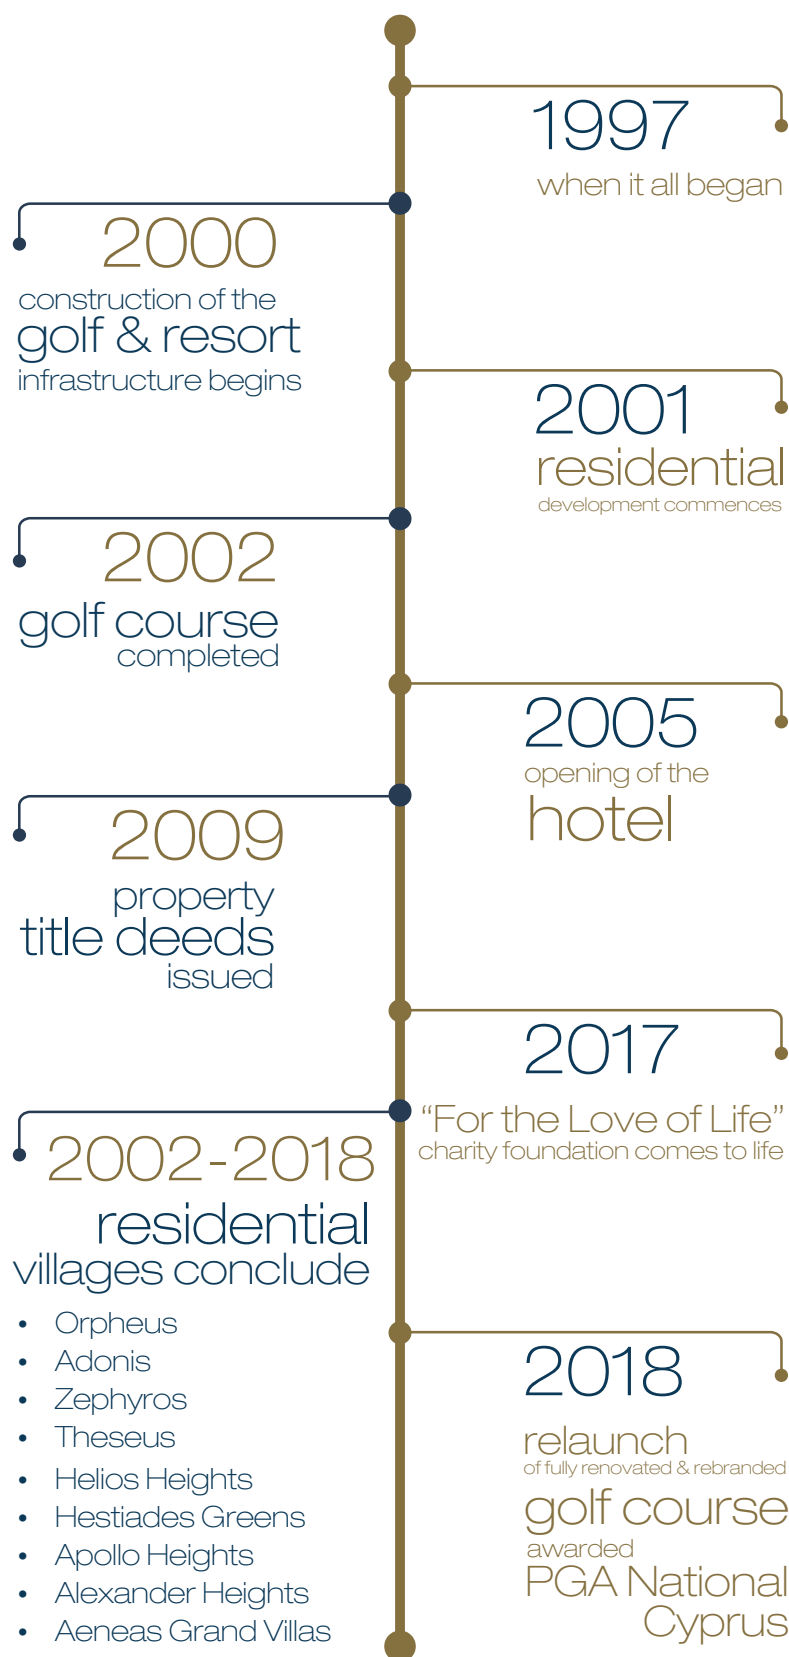 1997
when it all began
2000
construction of the
golf & resort
infrastructure begins
2001
residential
development commences
2002
golf course
completed
2005
opening of the
hotel
2009
property
title deeds
issued
2017
“For the Love of Life”
charity foundation comes to life
2002-2018
residential
villages conclude
• Orpheus
• Adonis
• Zephyros
• Theseus
• Helios Heights
• Hestiades Greens
• Apollo Heights
• Alexander Heights
• Aeneas Grand Villas
2018
relaunch
of fully renovated & rebranded
golf course
awarded
PGA National
Cyprus